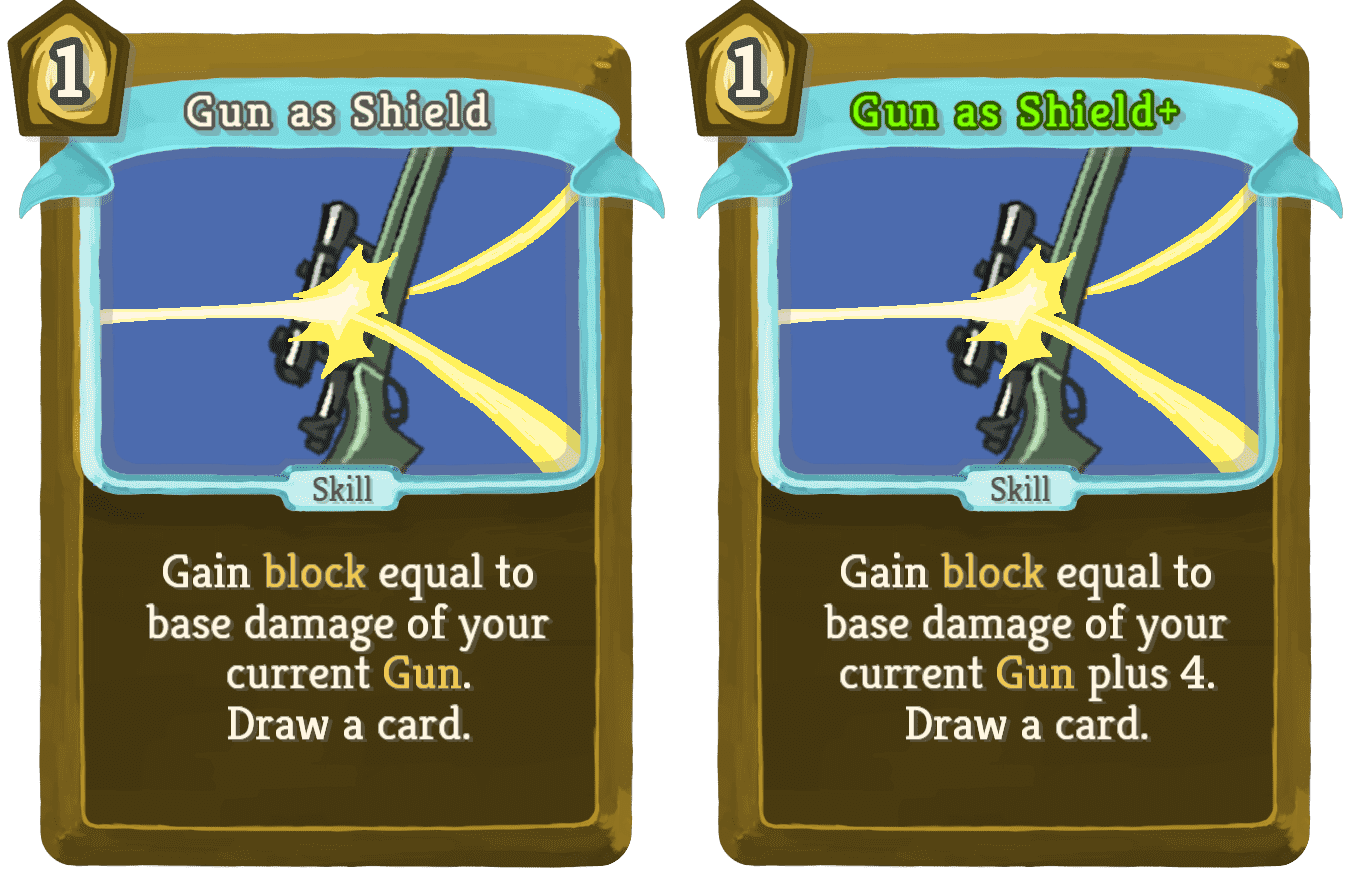 1
Gun as Shield
Skill
Gain block equal to
base damage of your
current Gun.
Draw a card.
1
Gun as Shield+
Skill
Gain block equal to
base damage of your
current Gun plus 4.
Draw a card.